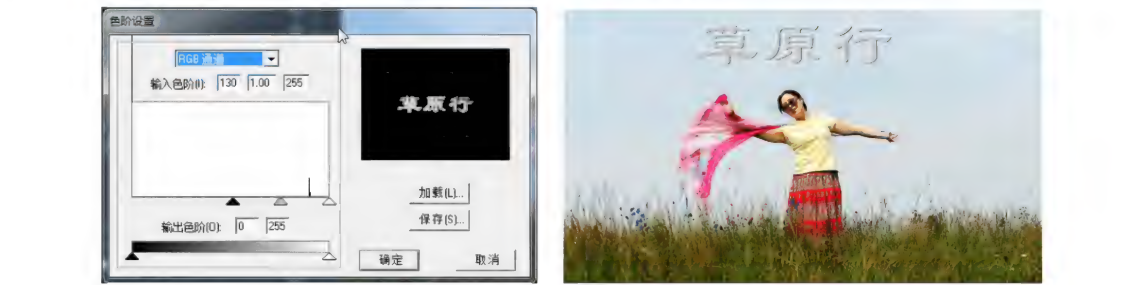 色阶设置
RGB 通道
输入色阶(I): 130 1.00 255
草原行
加载(L)...
保存(S)...
输出色阶(O): 0 255
确定
取消
草原行